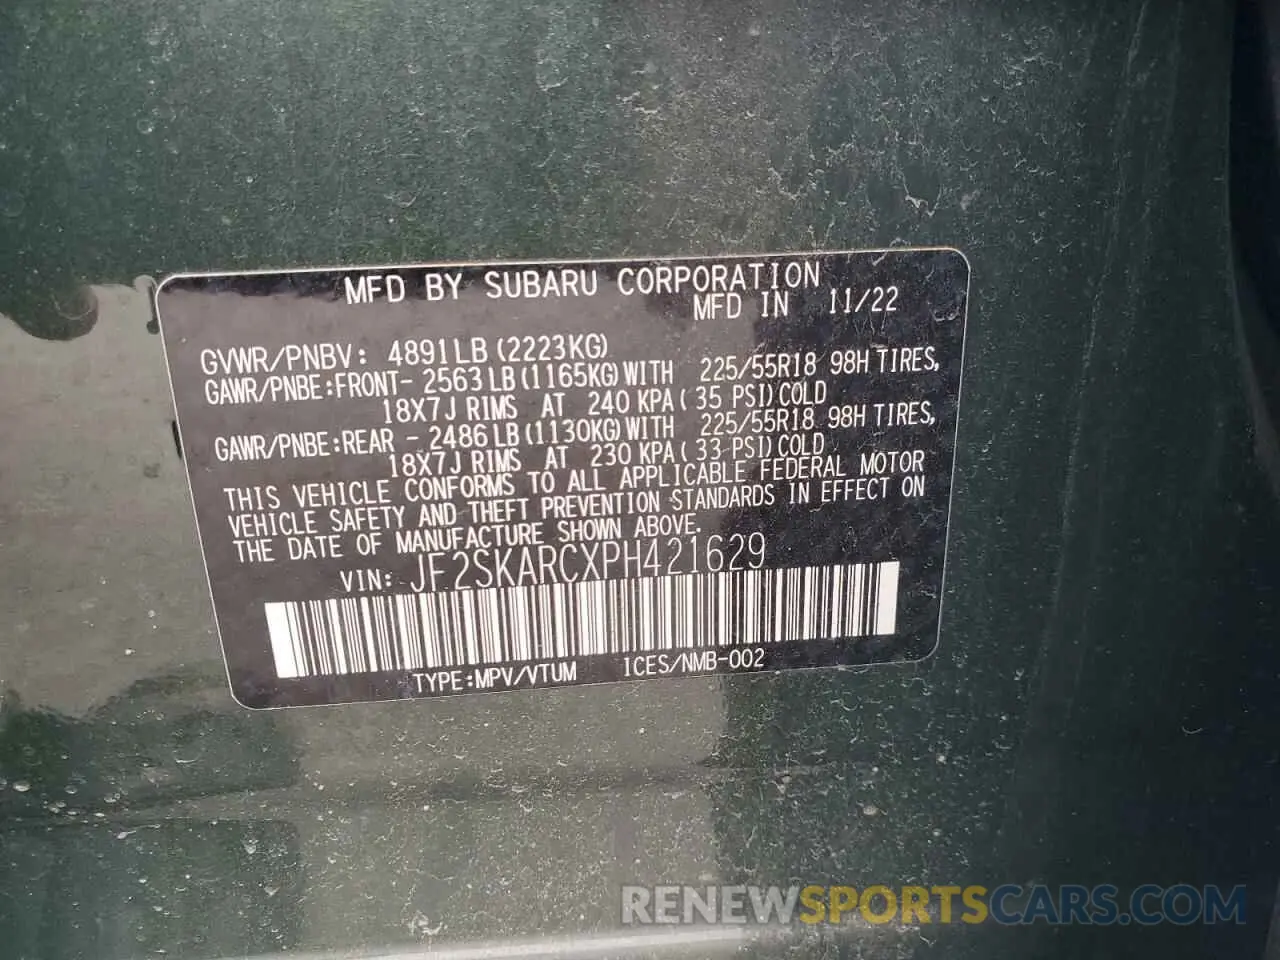 MFD BY SUBARU CORPORATION
MFD IN 11/22
GVWR/PNBV: 4891LB (2223KG)
GAWR/PNBE:FRONT- 2563LB (1165KG) WITH 225/55R18 98H TIRES,
18X7J RIMS AT 240 KPA ( 35 PSI) COLD
GAWR/PNBE:REAR - 2486LB (1130KG) WITH 225/55R18 98H TIRES,
18X7J RIMS AT 230 KPA ( 33 PSI) COLD
THIS VEHICLE CONFORMS TO ALL APPLICABLE FEDERAL MOTOR
VEHICLE SAFETY AND THEFT PREVENTION STANDARDS IN EFFECT ON
THE DATE OF MANUFACTURE SHOWN ABOVE.
VIN: JF2SKARCXPH421629
TYPE:MPV/VTUM ICES/NMB-002
RENEWSPORTSCARS.COM